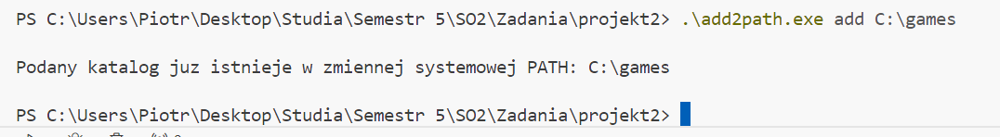 PS C:\Users\Piotr\Desktop\Studia\Semestr 5\SO2\Zadania\projekt2> .\add2path.exe add C:\games
Podany katalog juz istnieje w zmiennej systemowej PATH: C:\games
PS C:\Users\Piotr\Desktop\Studia\Semestr 5\SO2\Zadania\projekt2>